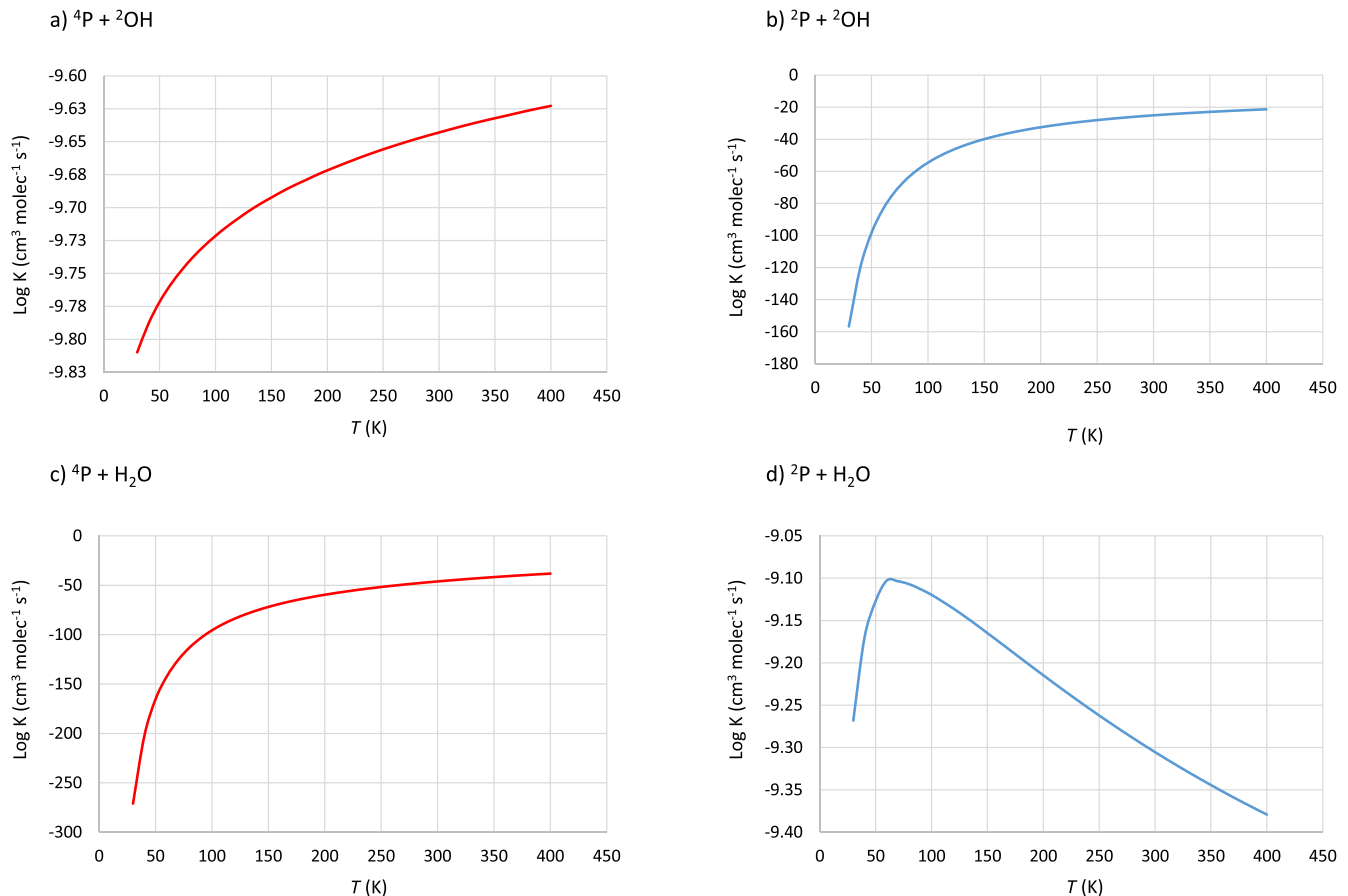 a) ⁴P + ²OH
-9.60
-9.63
-9.65
-9.68
-9.70
-9.73
-9.75
-9.78
-9.80
-9.83
Log K (cm³ molec⁻¹ s⁻¹)
0 50 100 150 200 250 300 350 400 450
T (K)
b) ²P + ²OH
0
-20
-40
-60
-80
-100
-120
-140
-160
-180
Log K (cm³ molec⁻¹ s⁻¹)
0 50 100 150 200 250 300 350 400 450
T (K)
c) ⁴P + H₂O
0
-50
-100
-150
-200
-250
-300
Log K (cm³ molec⁻¹ s⁻¹)
0 50 100 150 200 250 300 350 400 450
T (K)
d) ²P + H₂O
-9.05
-9.10
-9.15
-9.20
-9.25
-9.30
-9.35
-9.40
Log K (cm³ molec⁻¹ s⁻¹)
0 50 100 150 200 250 300 350 400 450
T (K)